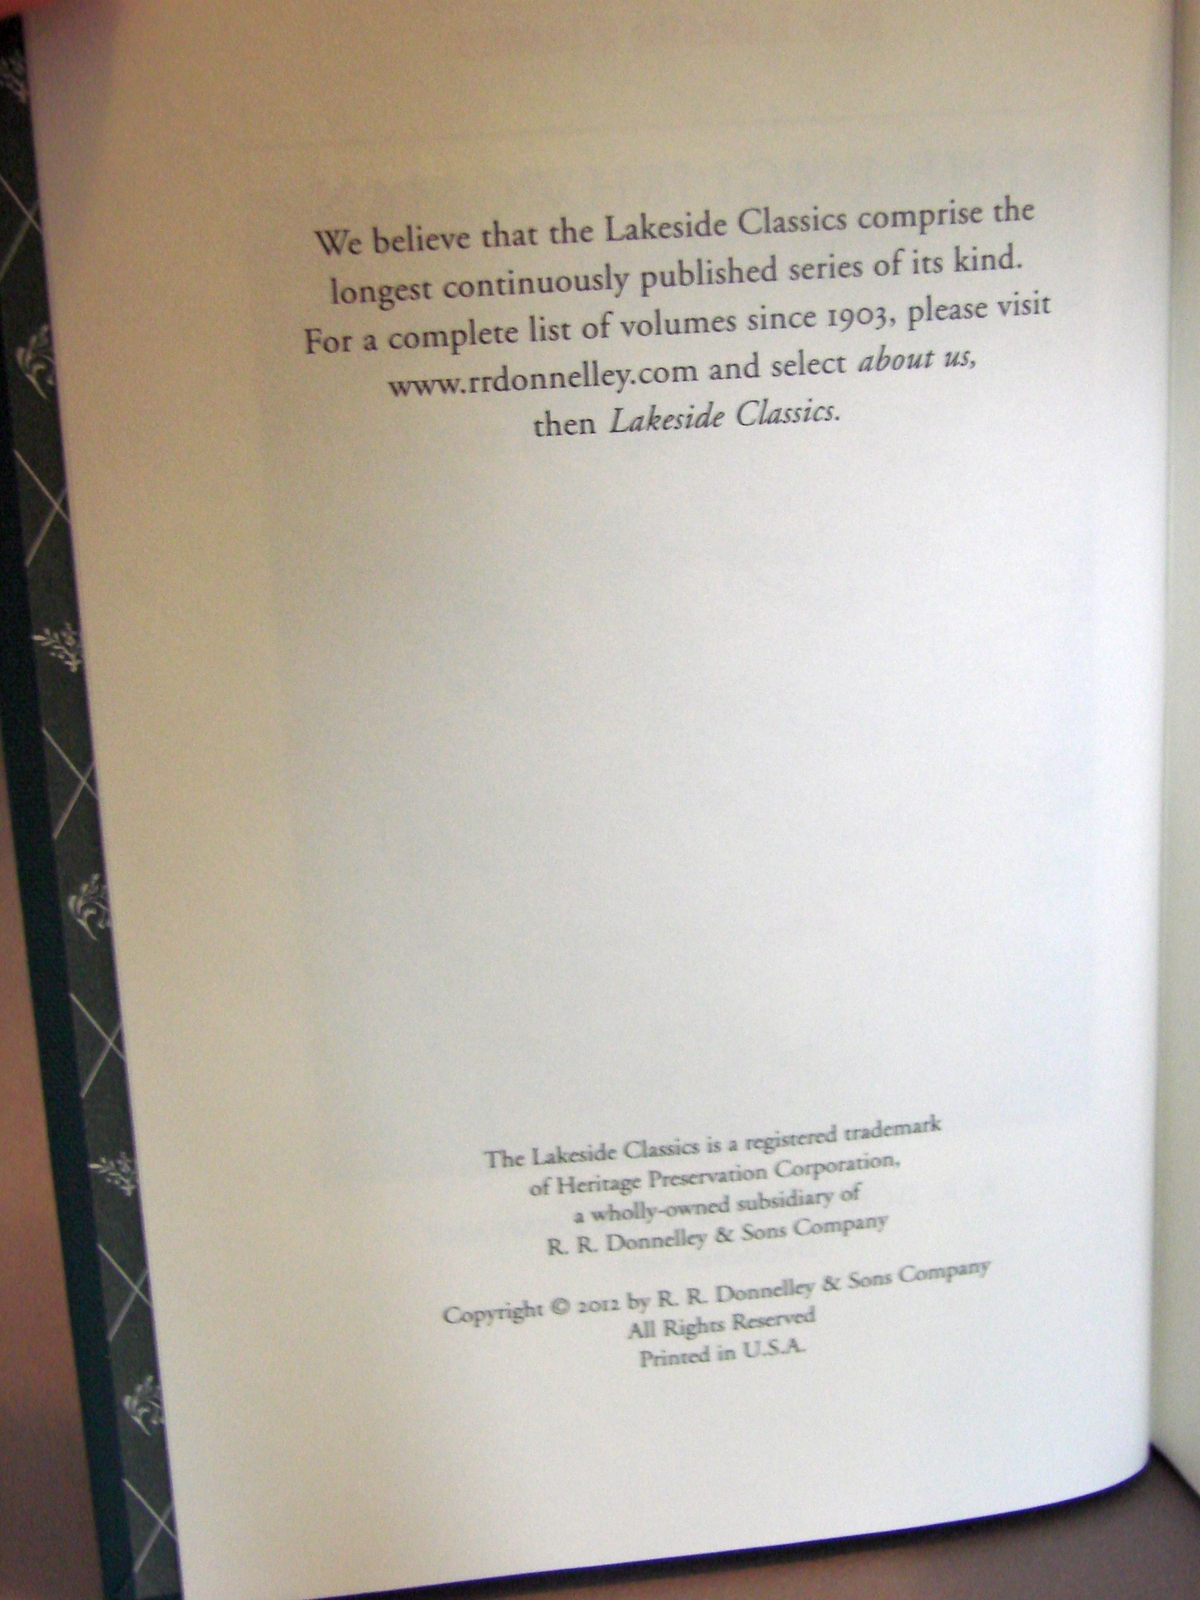 We believe that the Lakeside Classics comprise the
longest continuously published series of its kind.
For a complete list of volumes since 1903, please visit
www.rrdonnelley.com and select about us,
then Lakeside Classics.
The Lakeside Classics is a registered trademark
of Heritage Preservation Corporation,
a wholly-owned subsidiary of
R. R. Donnelley & Sons Company
Copyright © 2012 by R. R. Donnelley & Sons Company
All Rights Reserved
Printed in U.S.A.